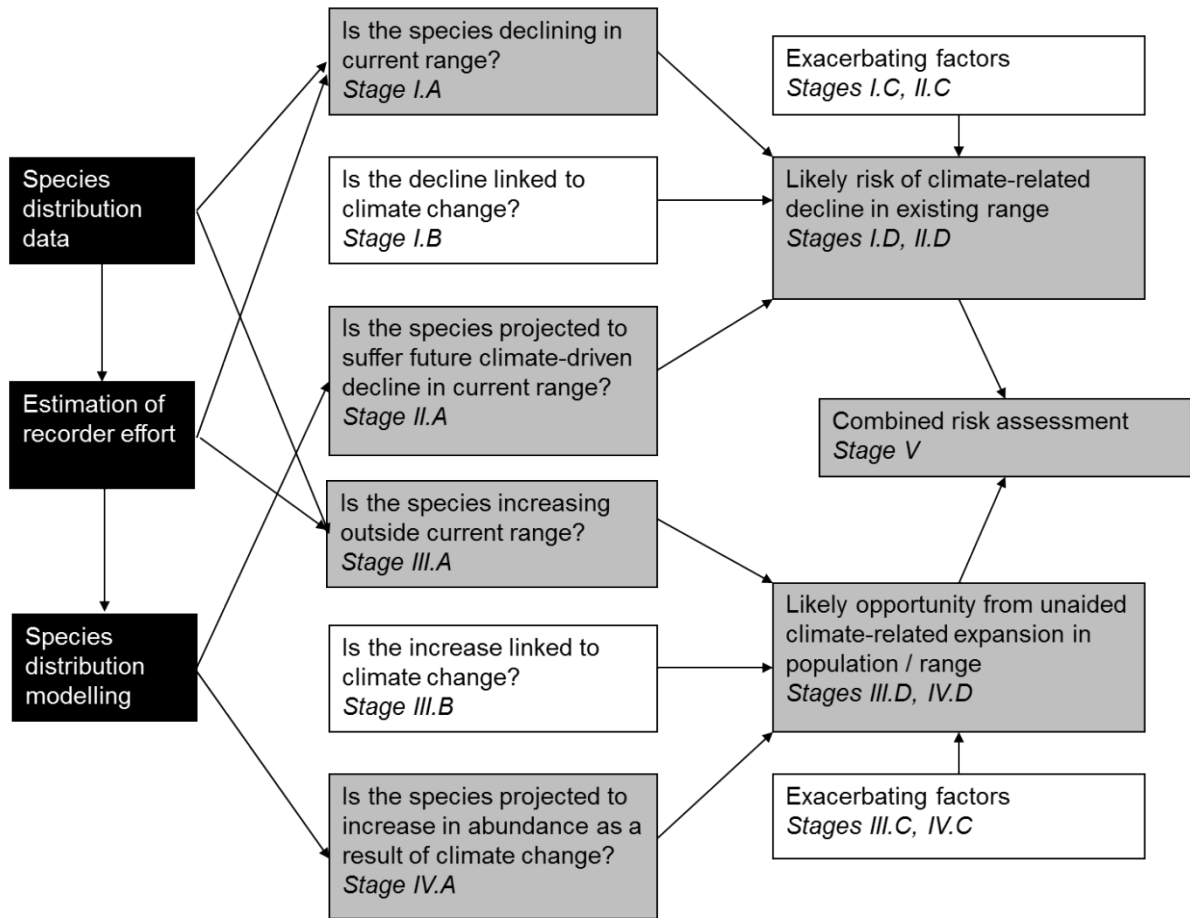 Species
distribution
data
Estimation of
recorder effort
Species
distribution
modelling
Is the species declining in
current range?
Stage I.A
Is the decline linked to
climate change?
Stage I.B
Is the species projected to
suffer future climate-driven
decline in current range?
Stage II.A
Is the species increasing
outside current range?
Stage III.A
Is the increase linked to
climate change?
Stage III.B
Is the species projected to
increase in abundance as a
result of climate change?
Stage IV.A
Exacerbating factors
Stages I.C, II.C
Likely risk of climate-related
decline in existing range
Stages I.D, II.D
Combined risk assessment
Stage V
Likely opportunity from unaided
climate-related expansion in
population / range
Stages III.D, IV.D
Exacerbating factors
Stages III.C, IV.C